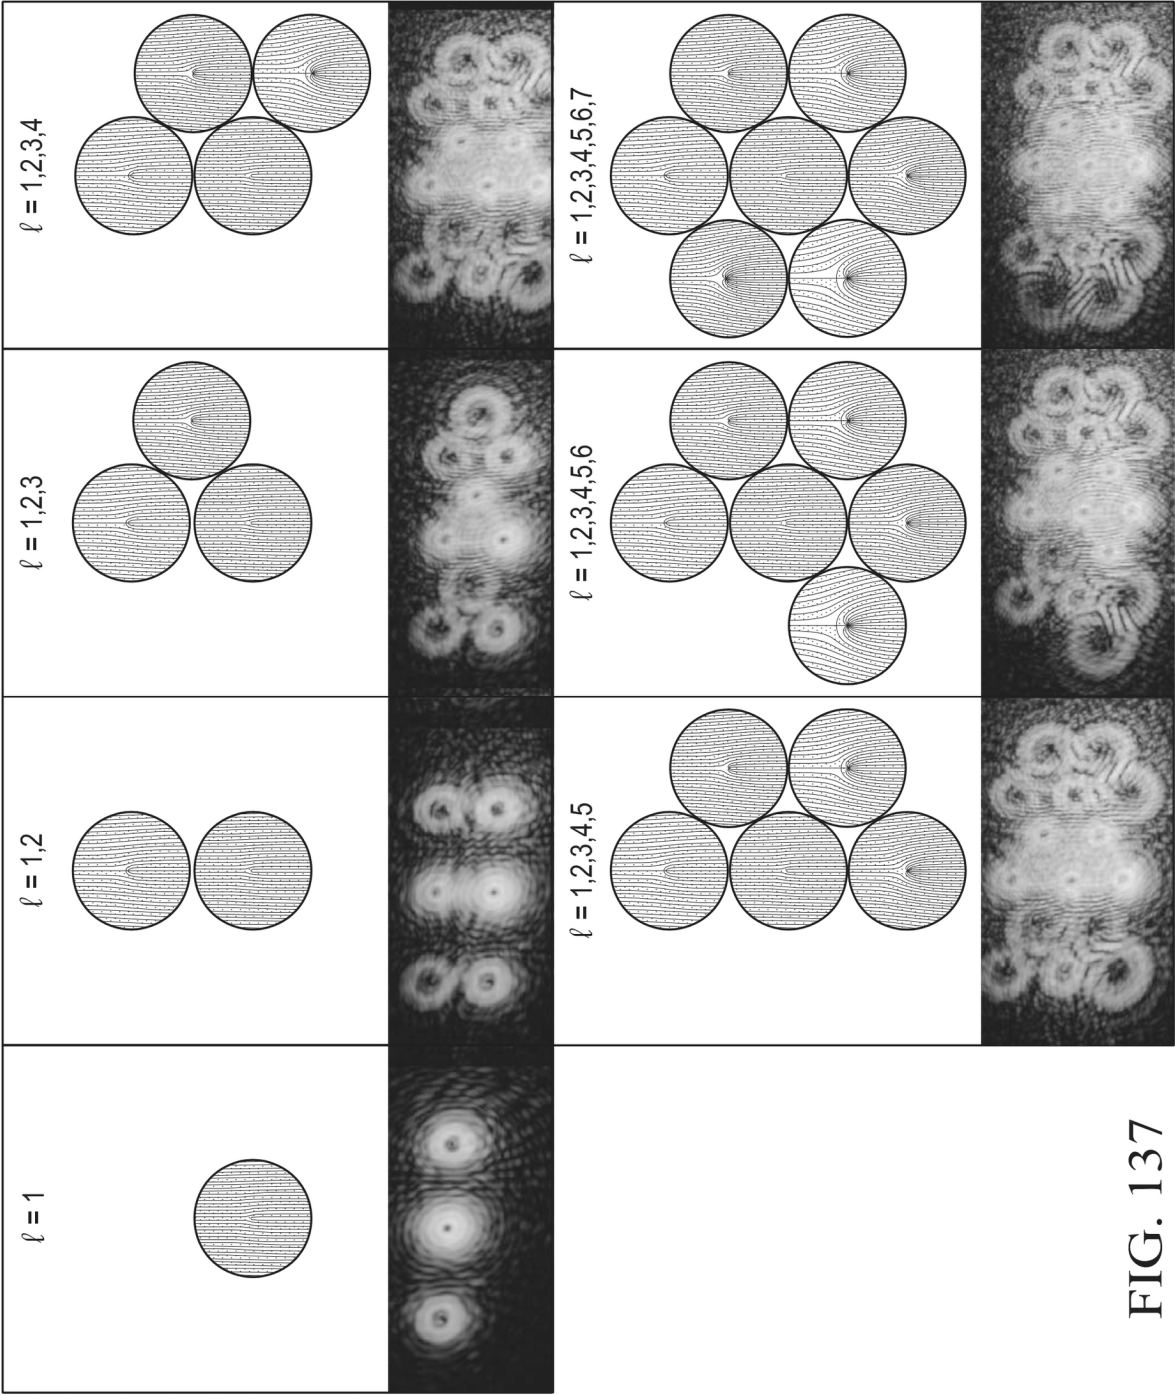 ℓ = 1
ℓ = 1,2
ℓ = 1,2,3
ℓ = 1,2,3,4
ℓ = 1,2,3,4,5
ℓ = 1,2,3,4,5,6
ℓ = 1,2,3,4,5,6,7
FIG. 137